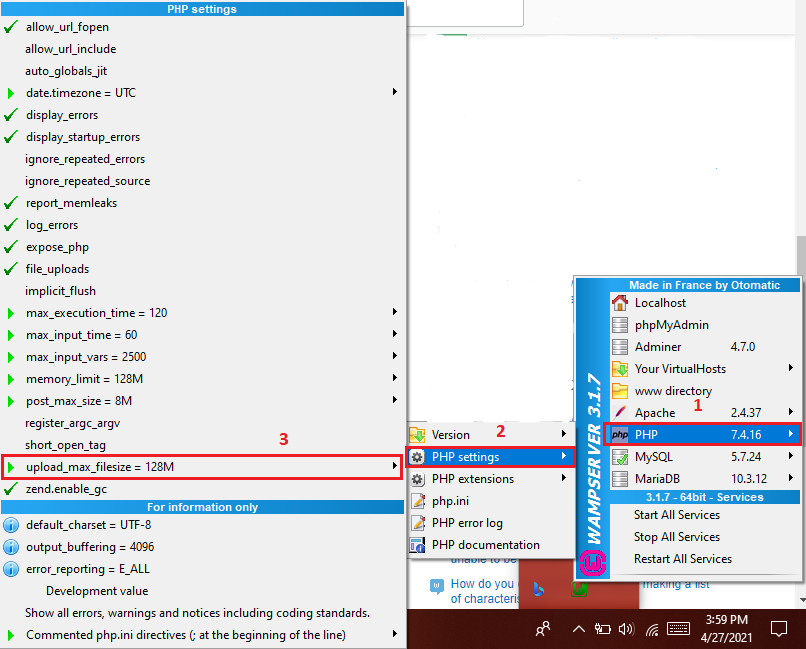 PHP settings
allow_url_fopen
allow_url_include
auto_globals_jit
date.timezone = UTC
display_errors
display_startup_errors
ignore_repeated_errors
ignore_repeated_source
report_memleaks
log_errors
expose_php
file_uploads
implicit_flush
max_execution_time = 120
max_input_time = 60
max_input_vars = 2500
memory_limit = 128M
post_max_size = 8M
register_argc_argv
short_open_tag
3
upload_max_filesize = 128M
zend.enable_gc
For information only
default_charset = UTF-8
output_buffering = 4096
error_reporting = E_ALL
Development value
Show all errors, warnings and notices including coding standards.
Commented php.ini directives (; at the beginning of the line)
Version
2
PHP settings
PHP extensions
php.ini
PHP error log
PHP documentation
unable to be
How do you
of characteris
making a list
WAMPSERVER 3.1.7
Made in France by Otomatic
Localhost
phpMyAdmin
Adminer 4.7.0
Your VirtualHosts
www directory
1
Apache 2.4.37
php PHP 7.4.16
MySQL 5.7.24
MariaDB 10.3.12
3.1.7 - 64bit - Services
Start All Services
Stop All Services
Restart All Services
3:59 PM
4/27/2021